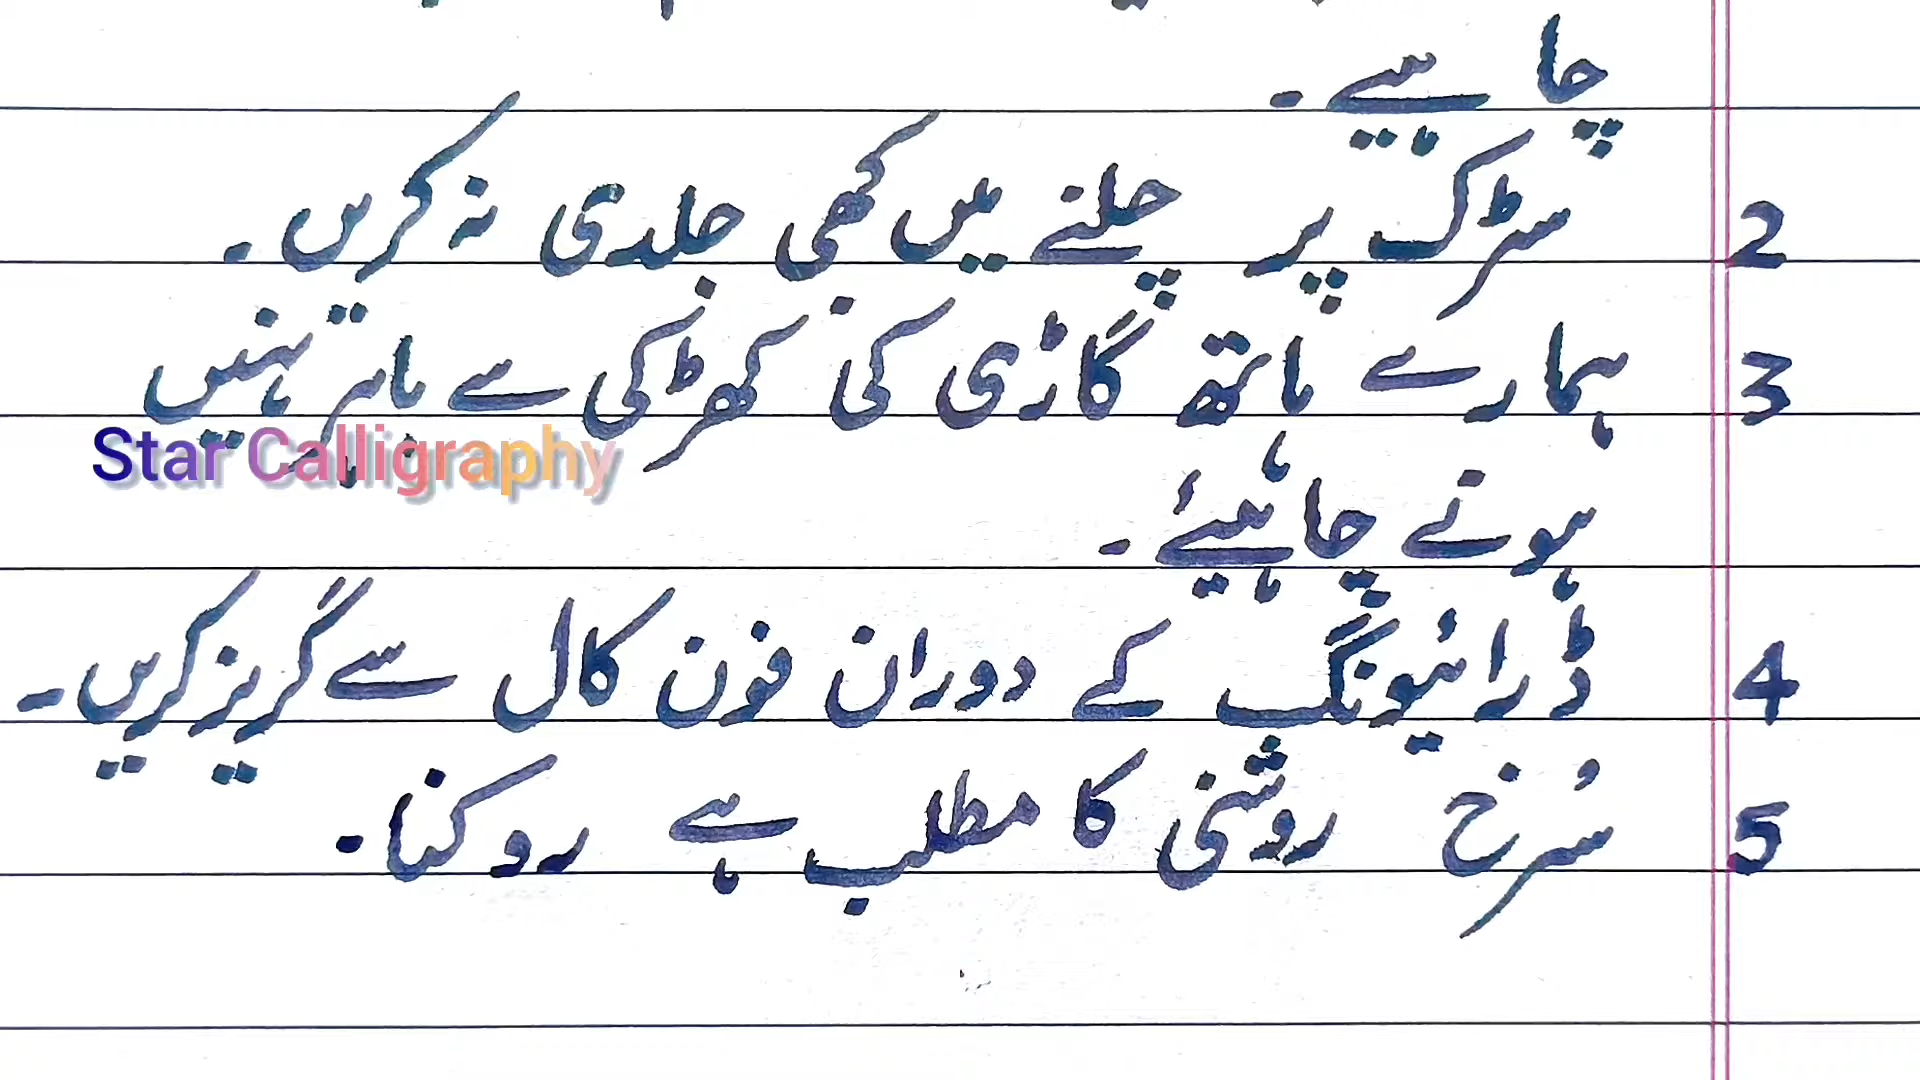 چاہیے ۔
2 سڑک پر چلنے میں کبھی جلدی نہ کریں ۔
3 ہمارے ہاتھ گاڑی کی کھڑکی سے باہر نہیں
Star Calligraphy
ہونے چاہیئے ۔
4 ڈرائیونگ کے دوران فون کال سے گریز کریں ۔
5 سُرخ روشنی کا مطلب ہے روکنا ۔